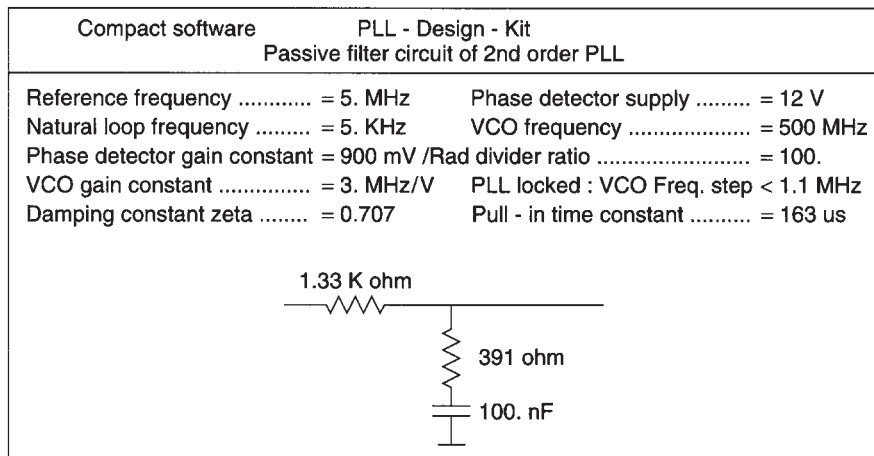 Compact software PLL - Design - Kit
Passive filter circuit of 2nd order PLL
Reference frequency ............ = 5. MHz Phase detector supply ......... = 12 V
Natural loop frequency ......... = 5. KHz VCO frequency .................... = 500 MHz
Phase detector gain constant = 900 mV /Rad divider ratio ........................... = 100.
VCO gain constant ............... = 3. MHz/V PLL locked : VCO Freq. step < 1.1 MHz
Damping constant zeta ........ = 0.707 Pull - in time constant .......... = 163 us
1.33 K ohm
391 ohm
100. nF